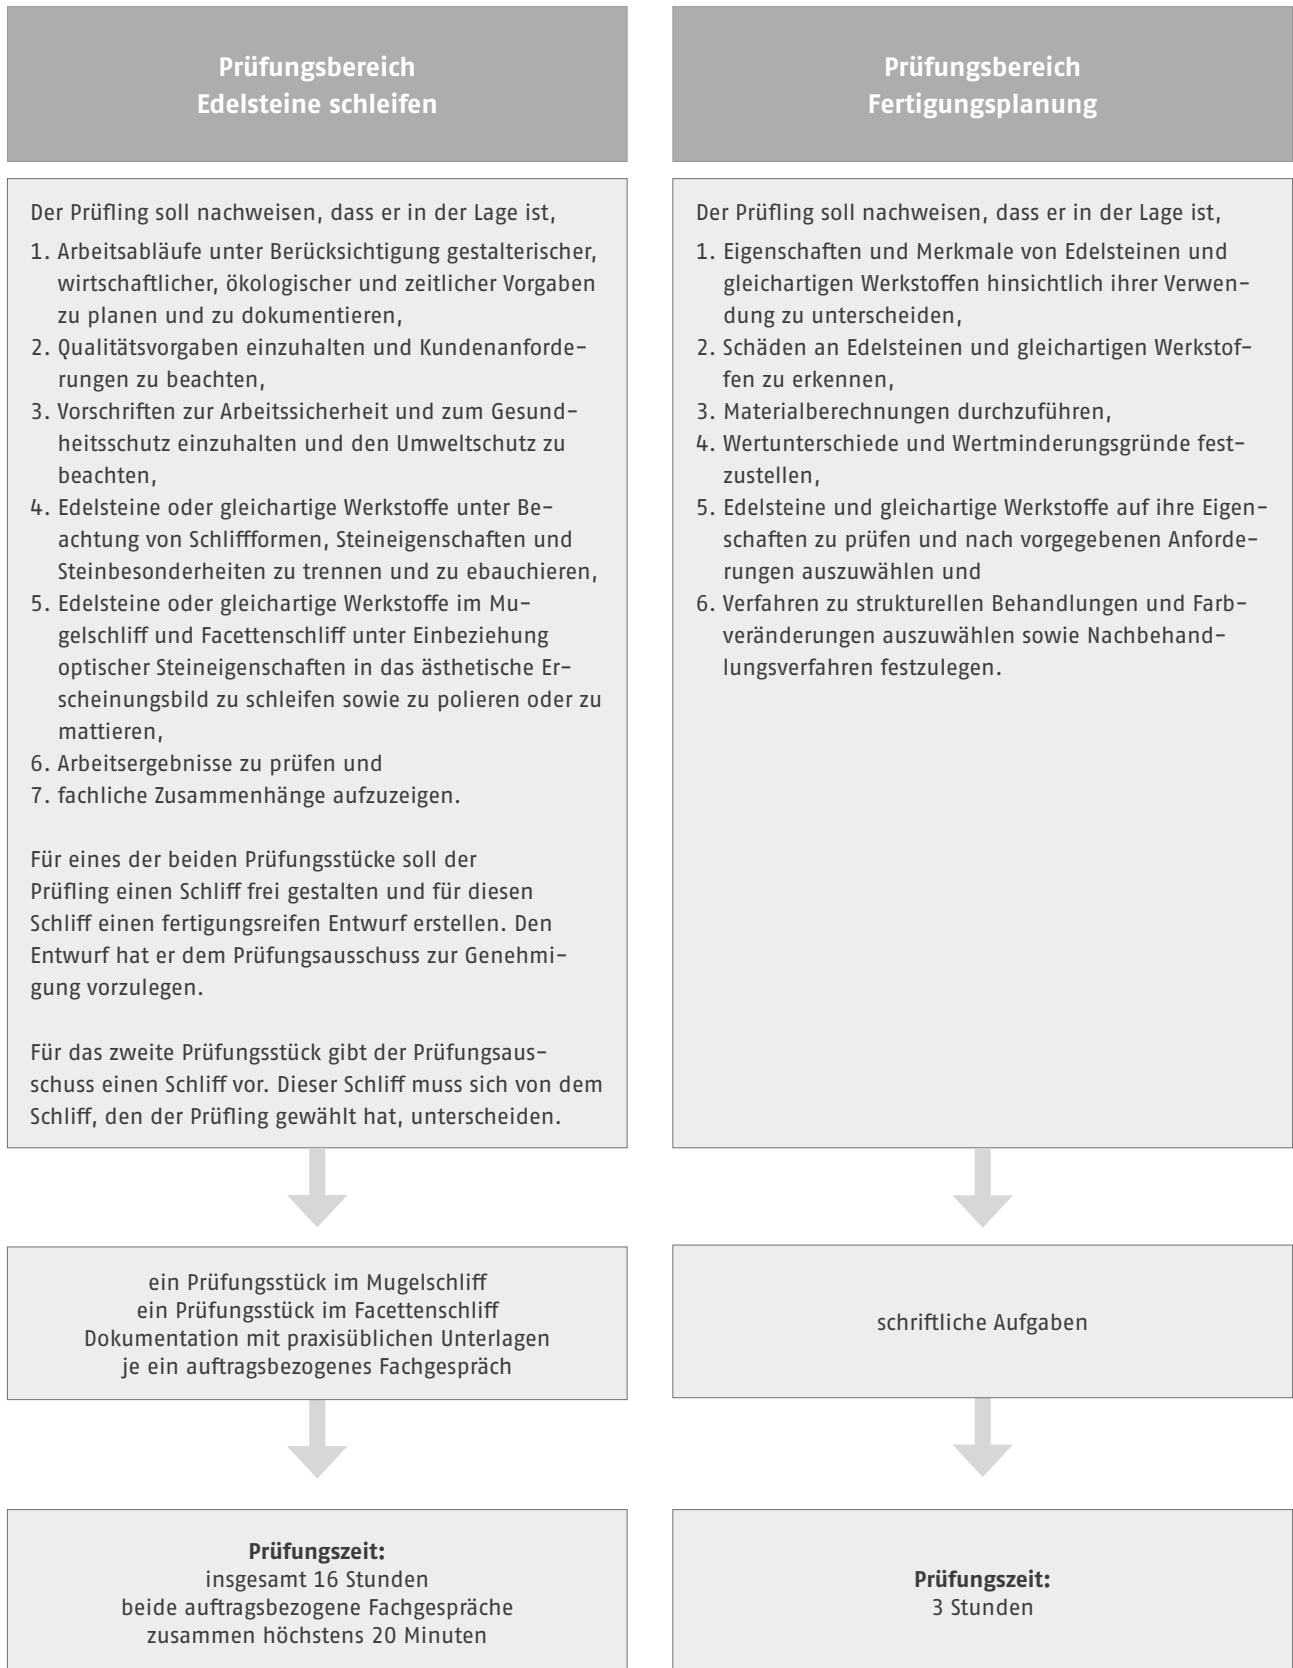 Prüfungsbereich
Edelsteine schleifen
Der Prüfling soll nachweisen, dass er in der Lage ist,
1. Arbeitsabläufe unter Berücksichtigung gestalterischer,
wirtschaftlicher, ökologischer und zeitlicher Vorgaben
zu planen und zu dokumentieren,
2. Qualitätsvorgaben einzuhalten und Kundenanforde-
rungen zu beachten,
3. Vorschriften zur Arbeitssicherheit und zum Gesund-
heitsschutz einzuhalten und den Umweltschutz zu
beachten,
4. Edelsteine oder gleichartige Werkstoffe unter Be-
achtung von Schliffformen, Steineigenschaften und
Steinbesonderheiten zu trennen und zu ebauchieren,
5. Edelsteine oder gleichartige Werkstoffe im Mu-
gelschliff und Facettenschliff unter Einbeziehung
optischer Steineigenschaften in das ästhetische Er-
scheinungsbild zu schleifen sowie zu polieren oder zu
mattieren,
6. Arbeitsergebnisse zu prüfen und
7. fachliche Zusammenhänge aufzuzeigen.
Für eines der beiden Prüfungsstücke soll der
Prüfling einen Schliff frei gestalten und für diesen
Schliff einen fertigungsreifen Entwurf erstellen. Den
Entwurf hat er dem Prüfungsausschuss zur Genehmi-
gung vorzulegen.
Für das zweite Prüfungsstück gibt der Prüfungsaus-
schuss einen Schliff vor. Dieser Schliff muss sich von dem
Schliff, den der Prüfling gewählt hat, unterscheiden.
ein Prüfungsstück im Mugelschliff
ein Prüfungsstück im Facettenschliff
Dokumentation mit praxisüblichen Unterlagen
je ein auftragsbezogenes Fachgespräch
Prüfungszeit:
insgesamt 16 Stunden
beide auftragsbezogene Fachgespräche
zusammen höchstens 20 Minuten
Prüfungsbereich
Fertigungsplanung
Der Prüfling soll nachweisen, dass er in der Lage ist,
1. Eigenschaften und Merkmale von Edelsteinen und
gleichartigen Werkstoffen hinsichtlich ihrer Verwen-
dung zu unterscheiden,
2. Schäden an Edelsteinen und gleichartigen Werkstof-
fen zu erkennen,
3. Materialberechnungen durchzuführen,
4. Wertunterschiede und Wertminderungsgründe fest-
zustellen,
5. Edelsteine und gleichartige Werkstoffe auf ihre Eigen-
schaften zu prüfen und nach vorgegebenen Anforde-
rungen auszuwählen und
6. Verfahren zu strukturellen Behandlungen und Farb-
veränderungen auszuwählen sowie Nachbehand-
lungsverfahren festzulegen.
schriftliche Aufgaben
Prüfungszeit:
3 Stunden